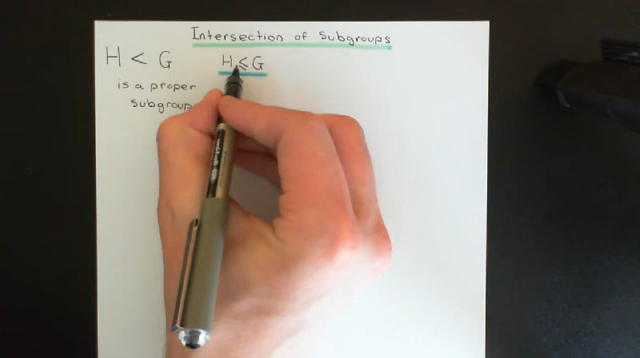 Intersection of Subgroups
H < G
H ≤ G
is a proper
subgroup